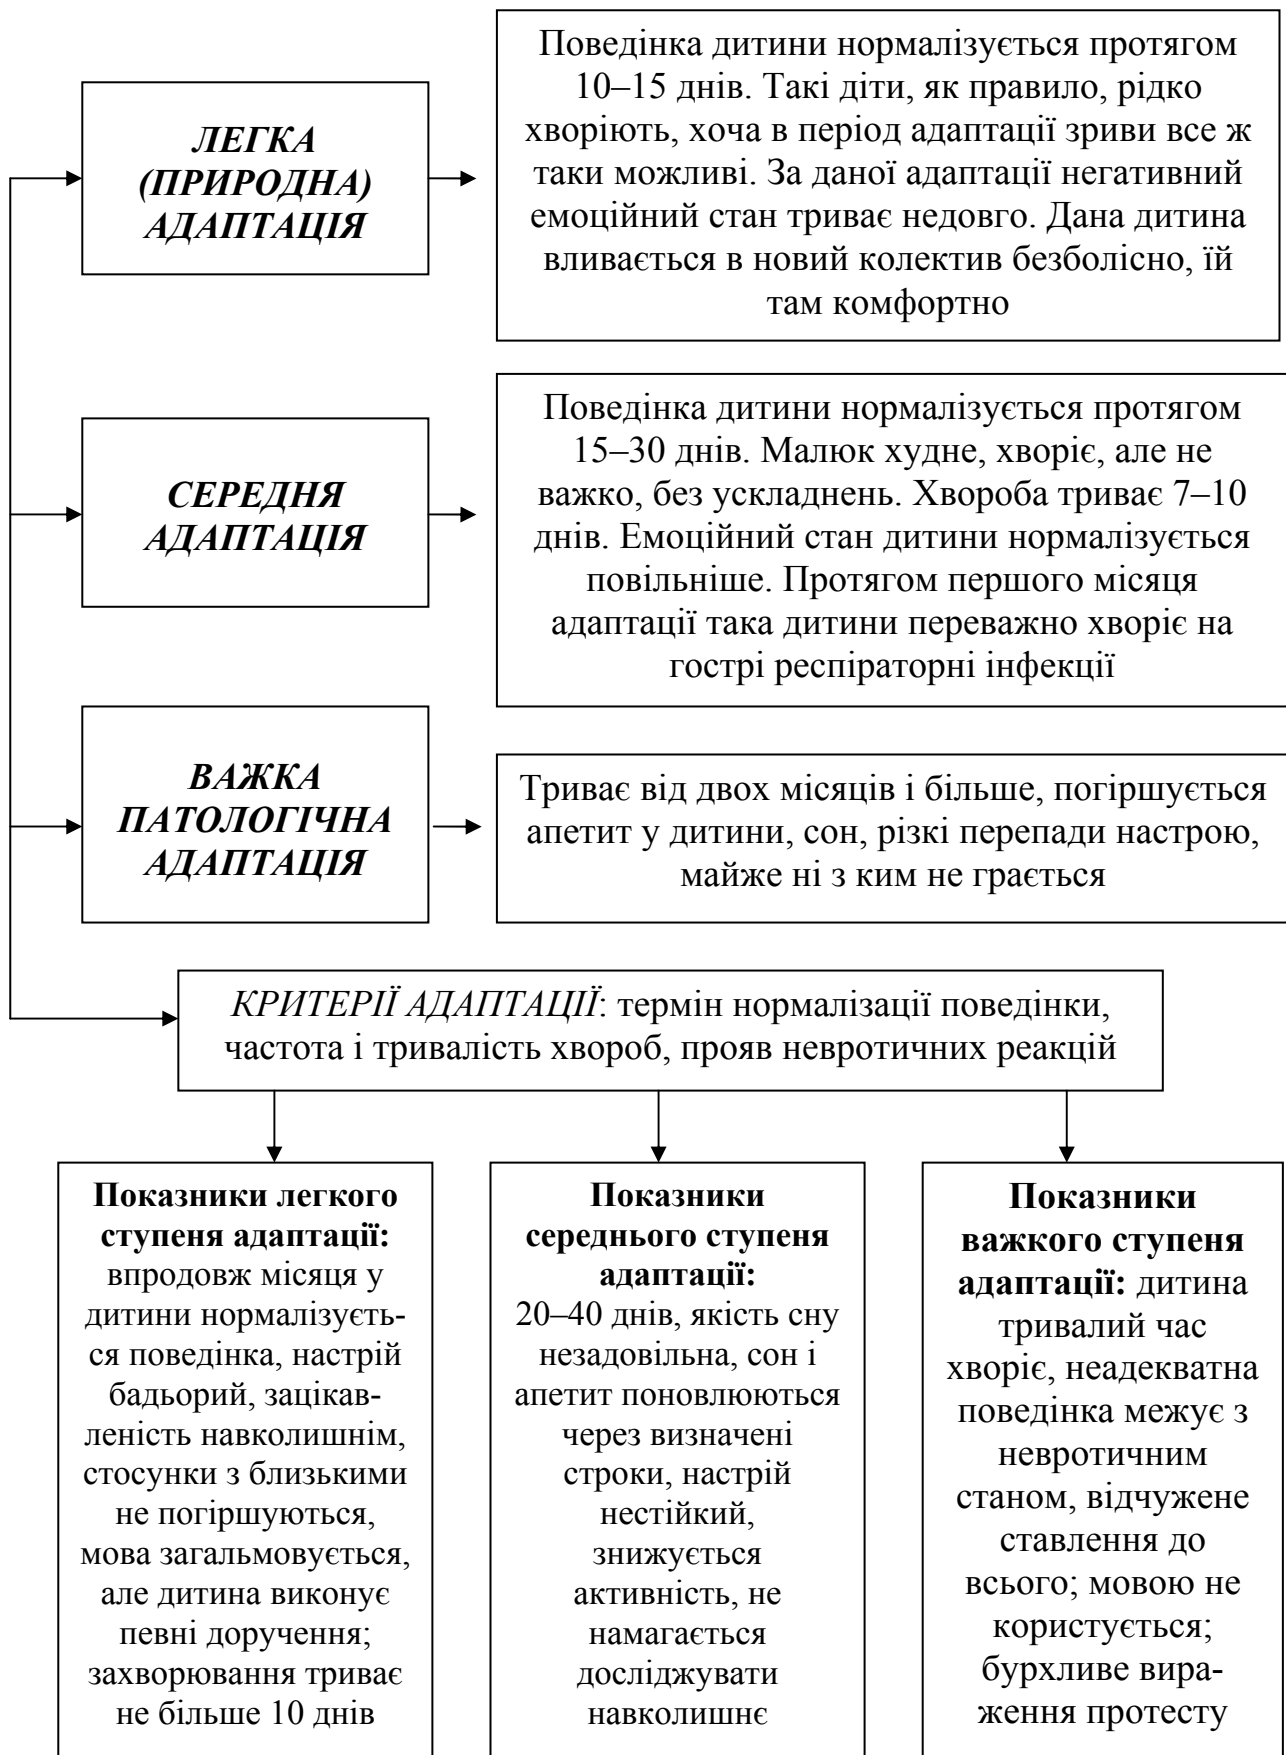 ЛЕГКА
(ПРИРОДНА)
АДАПТАЦІЯ
Поведінка дитини нормалізується протягом
10–15 днів. Такі діти, як правило, рідко
хворіють, хоча в період адаптації зриви все ж
таки можливі. За даної адаптації негативний
емоційний стан триває недовго. Дана дитина
вливається в новий колектив безболісно, їй
там комфортно
СЕРЕДНЯ
АДАПТАЦІЯ
Поведінка дитини нормалізується протягом
15–30 днів. Малюк худне, хворіє, але не
важко, без ускладнень. Хвороба триває 7–10
днів. Емоційний стан дитини нормалізується
повільніше. Протягом першого місяця
адаптації така дитини переважно хворіє на
гострі респіраторні інфекції
ВАЖКА
ПАТОЛОГІЧНА
АДАПТАЦІЯ
Триває від двох місяців і більше, погіршується
апетит у дитини, сон, різкі перепади настрою,
майже ні з ким не грається
КРИТЕРІЇ АДАПТАЦІЇ: термін нормалізації поведінки,
частота і тривалість хвороб, прояв невротичних реакцій
Показники легкого
ступеня адаптації:
впродовж місяця у
дитини нормалізуєть-
ся поведінка, настрій
бадьорий, зацікав-
леність навколишнім,
стосунки з близькими
не погіршуються,
мова загальмовується,
але дитина виконує
певні доручення;
захворювання триває
не більше 10 днів
Показники
середнього ступеня
адаптації:
20–40 днів, якість сну
незадовільна, сон і
апетит поновлюються
через визначені
строки, настрій
нестійкий,
знижується
активність, не
намагається
досліджувати
навколишнє
Показники
важкого ступеня
адаптації: дитина
тривалий час
хворіє, неадекватна
поведінка межує з
невротичним
станом, відчужене
ставлення до
всього; мовою не
користується;
бурхливе вира-
ження протесту